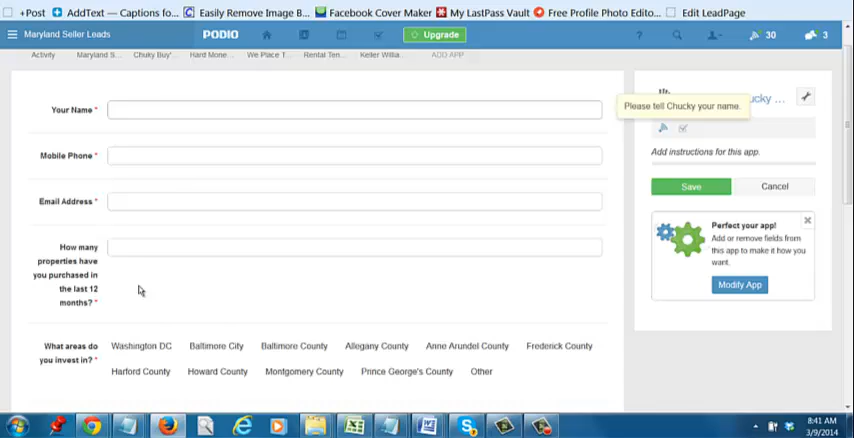 +Post AddText — Captions fo... Easily Remove Image B... Facebook Cover Maker My LastPass Vault Free Profile Photo Edito... Edit LeadPage
Maryland Seller Leads PODIO Upgrade ? 30 3
Activity Maryland S... Chuky Buy'... Hard Mone... We Place T... Rental Ten... Keller Willia... ADD APP
Your Name *
Please tell Chucky your name.
ucky ...
Mobile Phone *
Add instructions for this app.
Save Cancel
Email Address *
Perfect your app!
Add or remove fields from
this app to make it how you
want.
Modify App
How many
properties have
you purchased in
the last 12
months? *
What areas do
you invest in? *
Washington DC Baltimore City Baltimore County Allegany County Anne Arundel County Frederick County
Harford County Howard County Montgomery County Prince George's County Other
8:41 AM
3/9/2014